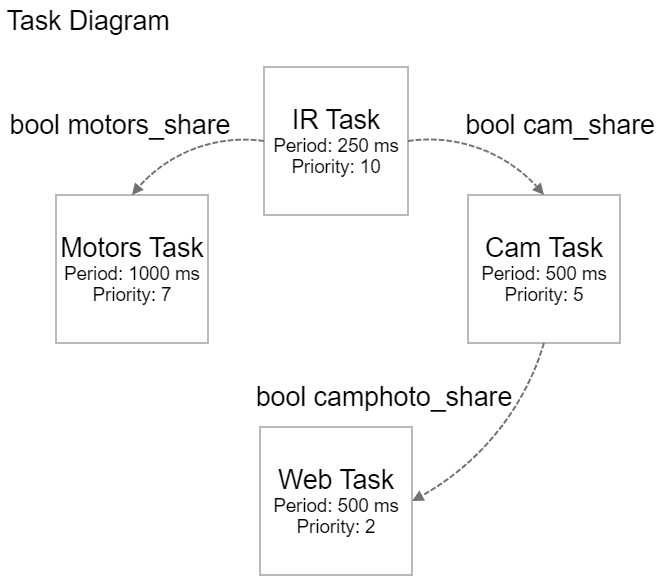 Task Diagram
bool motors_share
IR Task
Period: 250 ms
Priority: 10
bool cam_share
Motors Task
Period: 1000 ms
Priority: 7
Cam Task
Period: 500 ms
Priority: 5
bool camphoto_share
Web Task
Period: 500 ms
Priority: 2